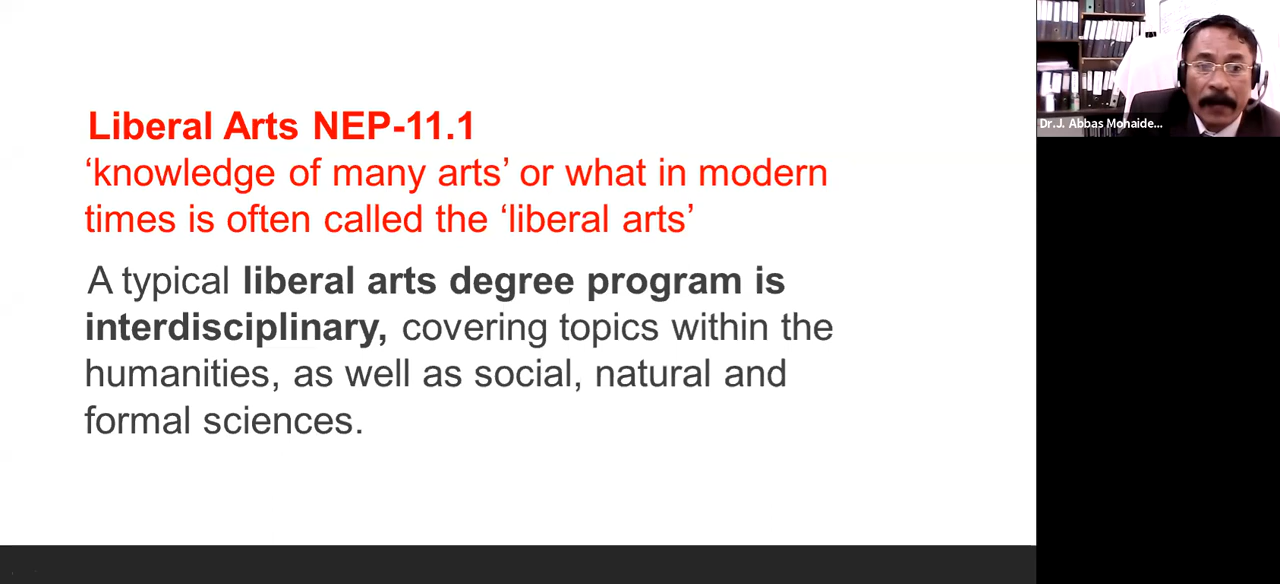 Liberal Arts NEP-11.1
‘knowledge of many arts’ or what in modern
times is often called the ‘liberal arts’
A typical liberal arts degree program is
interdisciplinary, covering topics within the
humanities, as well as social, natural and
formal sciences.
Dr.J. Abbas Mohaide...